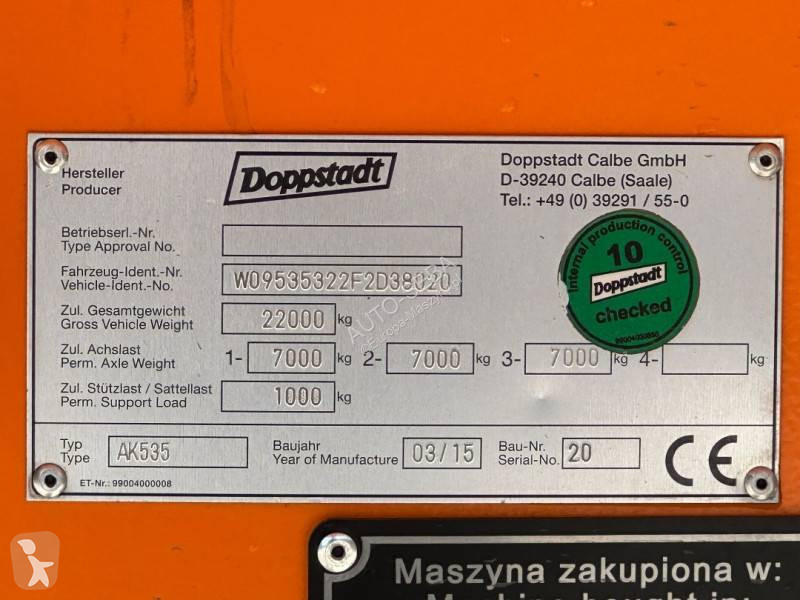 Hersteller
Producer
Doppstadt
Doppstadt Calbe GmbH
D-39240 Calbe (Saale)
Tel.: +49 (0) 39291 / 55-0
Betriebserl.-Nr.
Type Approval No.
Fahrzeug-Ident.-Nr.
Vehicle-Ident.-No.
W09535322F2D38020
Internal production control
10
Doppstadt
checked
99004000890
Zul. Gesamtgewicht
Gross Vehicle Weight
22000 kg
Zul. Achslast
Perm. Axle Weight
1- 7000 kg 2- 7000 kg 3- 7000 kg 4- kg
Zul. Stützlast / Sattellast
Perm. Support Load
1000 kg
Typ
Type
AK535
Baujahr
Year of Manufacture
03/15
Bau-Nr.
Serial-No.
20
CE
ET-Nr.: 99004000008
Maszyna zakupiona w:
Machine bought in: